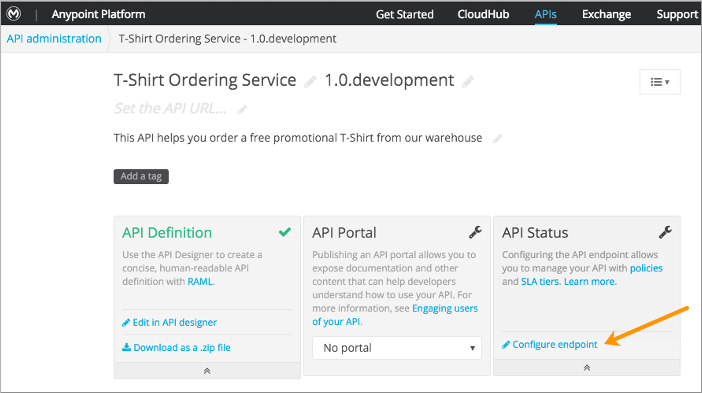 Anypoint Platform Get Started CloudHub APIs Exchange Support
API administration T-Shirt Ordering Service - 1.0.development
T-Shirt Ordering Service 1.0.development
Set the API URL...
This API helps you order a free promotional T-Shirt from our warehouse
Add a tag
API Definition
Use the API Designer to create a
concise, human-readable API
definition with RAML.
Edit in API designer
Download as a .zip file
API Portal
Publishing an API portal allows you to
expose documentation and other
content that can help developers
understand how to use your API. For
more information, see Engaging users
of your API.
No portal
API Status
Configuring the API endpoint allows
you to manage your API with policies
and SLA tiers. Learn more.
Configure endpoint